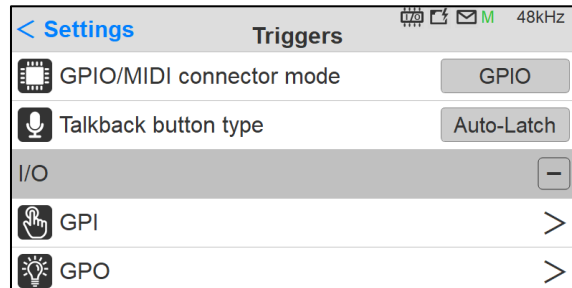 < Settings
Triggers
I/O M 48kHz
GPIO/MIDI connector mode
GPIO
Talkback button type
Auto-Latch
I/O
GPI
>
GPO
>